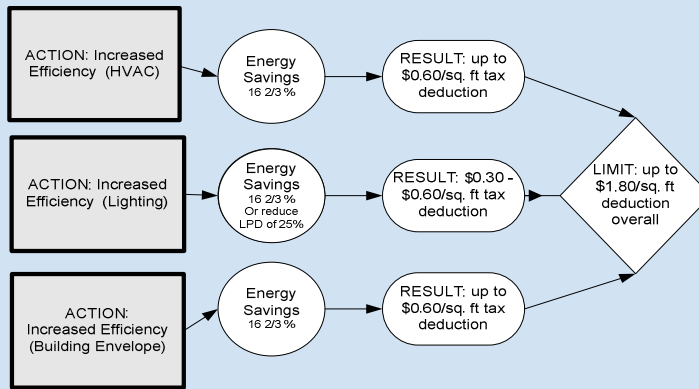 ACTION: Increased
Efficiency (HVAC)
Energy
Savings
16 2/3 %
RESULT: up to
$0.60/sq. ft tax
deduction
ACTION: Increased
Efficiency (Lighting)
Energy
Savings
16 2/3 %
Or reduce
LPD of 25%
RESULT: $0.30 -
$0.60/sq. ft tax
deduction
LIMIT: up to
$1.80/sq. ft
deduction
overall
ACTION:
Increased Efficiency
(Building Envelope)
Energy
Savings
16 2/3 %
RESULT: up to
$0.60/sq. ft tax
deduction